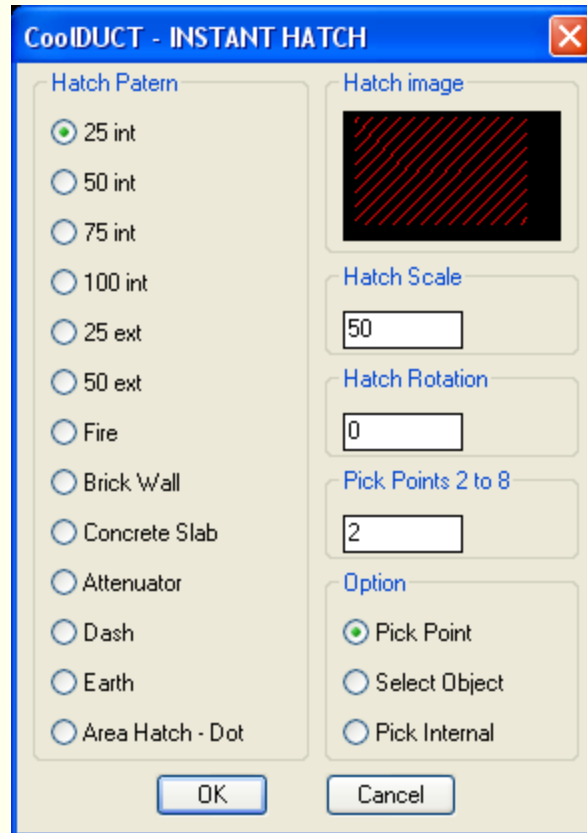 CoolDUCT - INSTANT HATCH
Hatch Patern
25 int
50 int
75 int
100 int
25 ext
50 ext
Fire
Brick Wall
Concrete Slab
Attenuator
Dash
Earth
Area Hatch - Dot
Hatch image
Hatch Scale
50
Hatch Rotation
0
Pick Points 2 to 8
2
Option
Pick Point
Select Object
Pick Internal
OK
Cancel